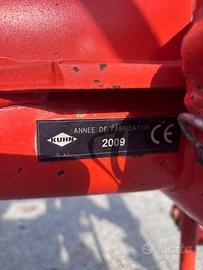 ANNEE DE FABRICATION
KUHN
2009
CE